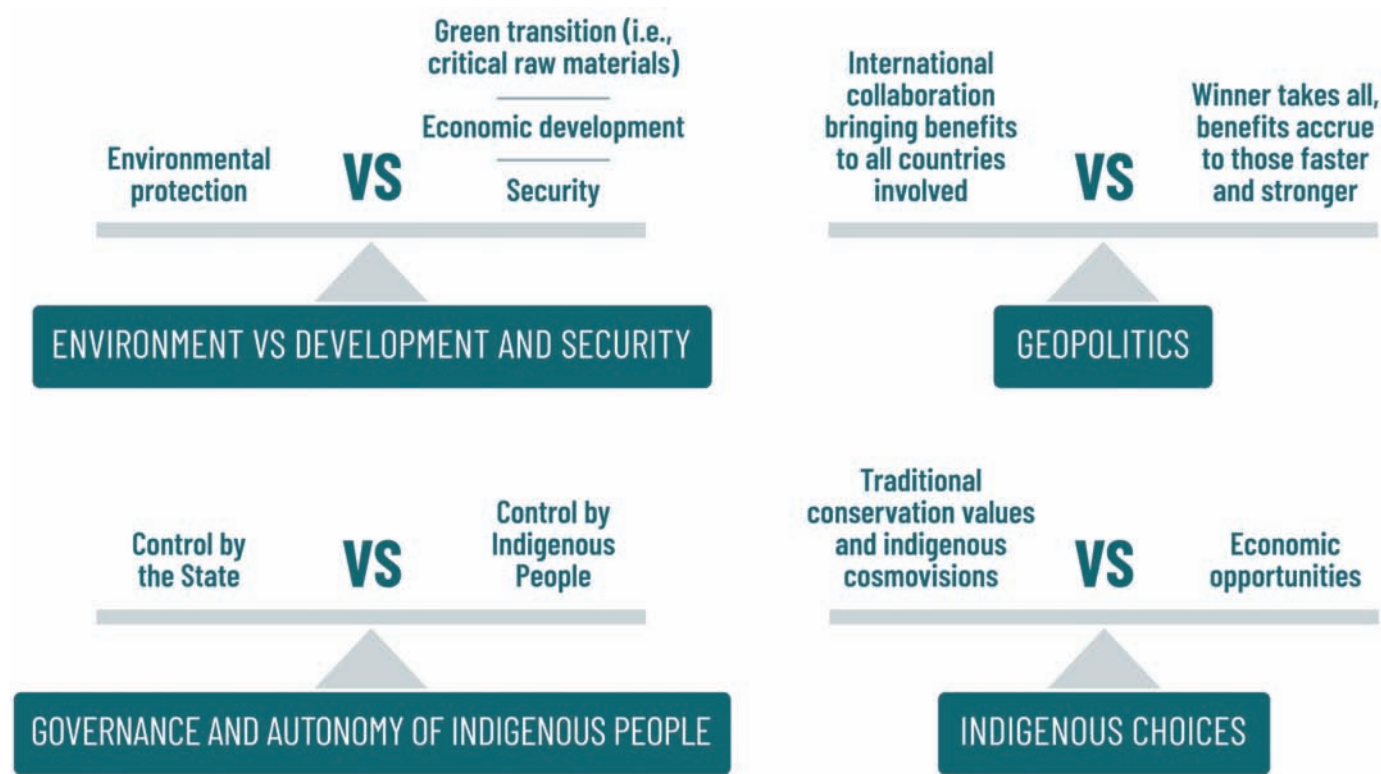 Environmental
protection
VS
Green transition (i.e.,
critical raw materials)
Economic development
Security
ENVIRONMENT VS DEVELOPMENT AND SECURITY
International
collaboration
bringing benefits
to all countries
involved
VS
Winner takes all,
benefits accrue
to those faster
and stronger
GEOPOLITICS
Control by
the State
VS
Control by
Indigenous
People
GOVERNANCE AND AUTONOMY OF INDIGENOUS PEOPLE
Traditional
conservation values
and indigenous
cosmovisions
VS
Economic
opportunities
INDIGENOUS CHOICES